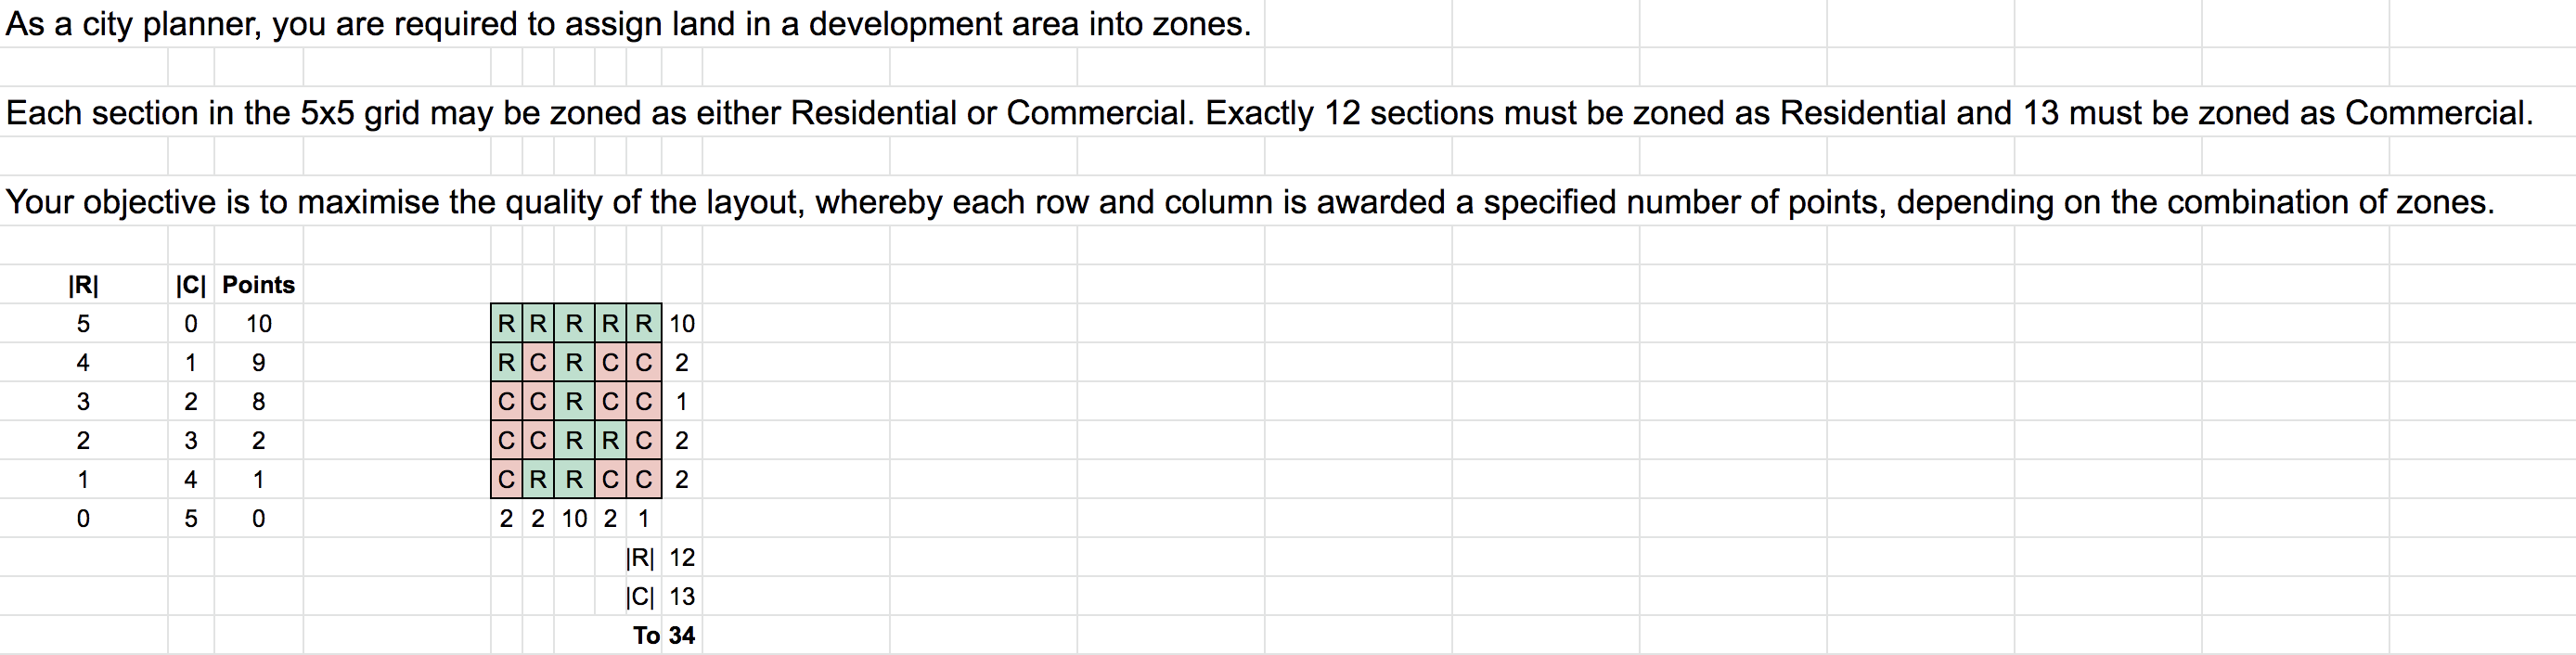 As a city planner, you are required to assign land in a development area into zones.
Each section in the 5x5 grid may be zoned as either Residential or Commercial. Exactly 12 sections must be zoned as Residential and 13 must be zoned as Commercial.
Your objective is to maximise the quality of the layout, whereby each row and column is awarded a specified number of points, depending on the combination of zones.
|R| |C| Points
5 0 10 R R R R R 10
4 1 9 R C R C C 2
3 2 8 C C R C C 1
2 3 2 C C R R C 2
1 4 1 C R R C C 2
0 5 0 2 2 10 2 1
|R| 12
|C| 13
To 34